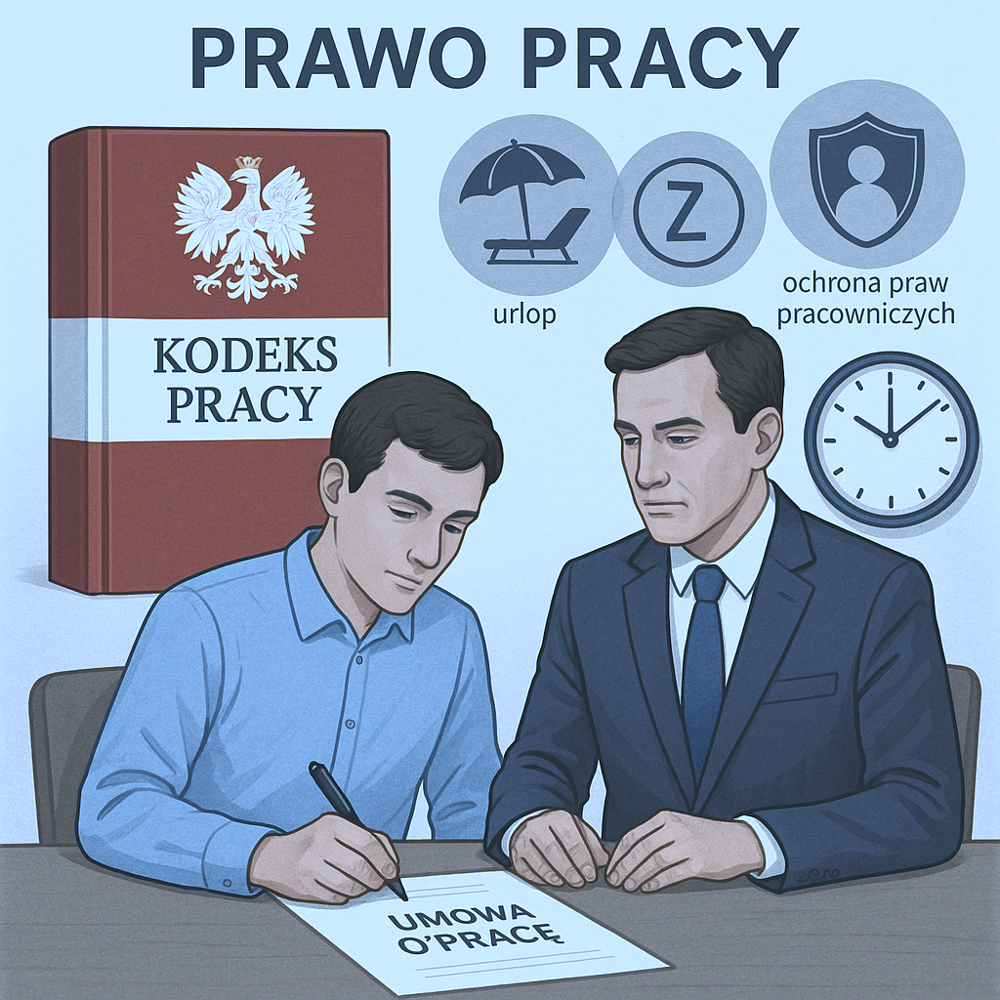 PRAWO PRACY
KODEKS
PRACY
Z
urlop
ochrona praw
pracowniczych
UMOWA
O'PRACĘ